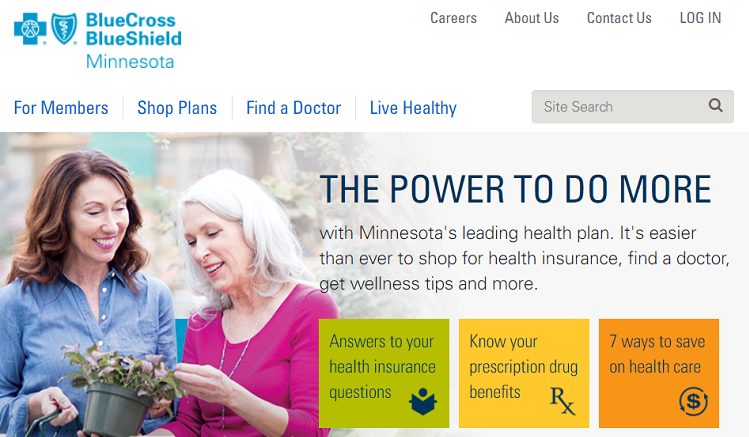 BlueCross
BlueShield
Minnesota
Careers About Us Contact Us LOG IN
For Members Shop Plans Find a Doctor Live Healthy
Site Search
THE POWER TO DO MORE
with Minnesota's leading health plan. It's easier
than ever to shop for health insurance, find a doctor,
get wellness tips and more.
Answers to your
health insurance
questions
Know your
prescription drug
benefits
Rx
7 ways to save
on health care
$